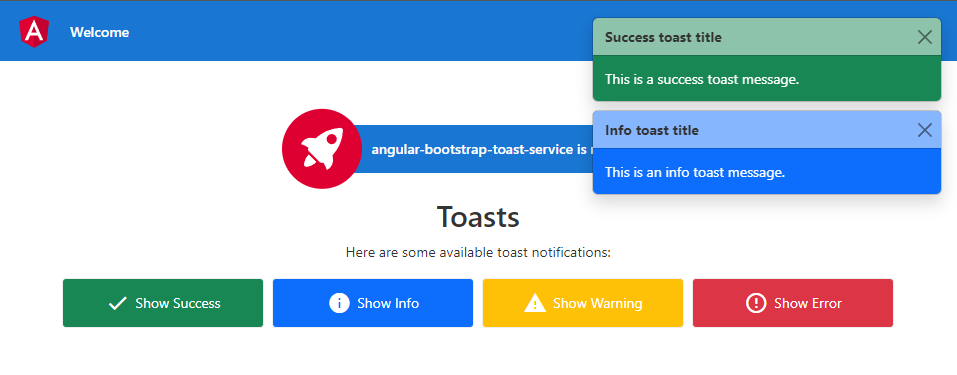 Welcome
Success toast title
This is a success toast message.
Info toast title
This is an info toast message.
angular-bootstrap-toast-service is
Toasts
Here are some available toast notifications:
Show Success
Show Info
Show Warning
Show Error